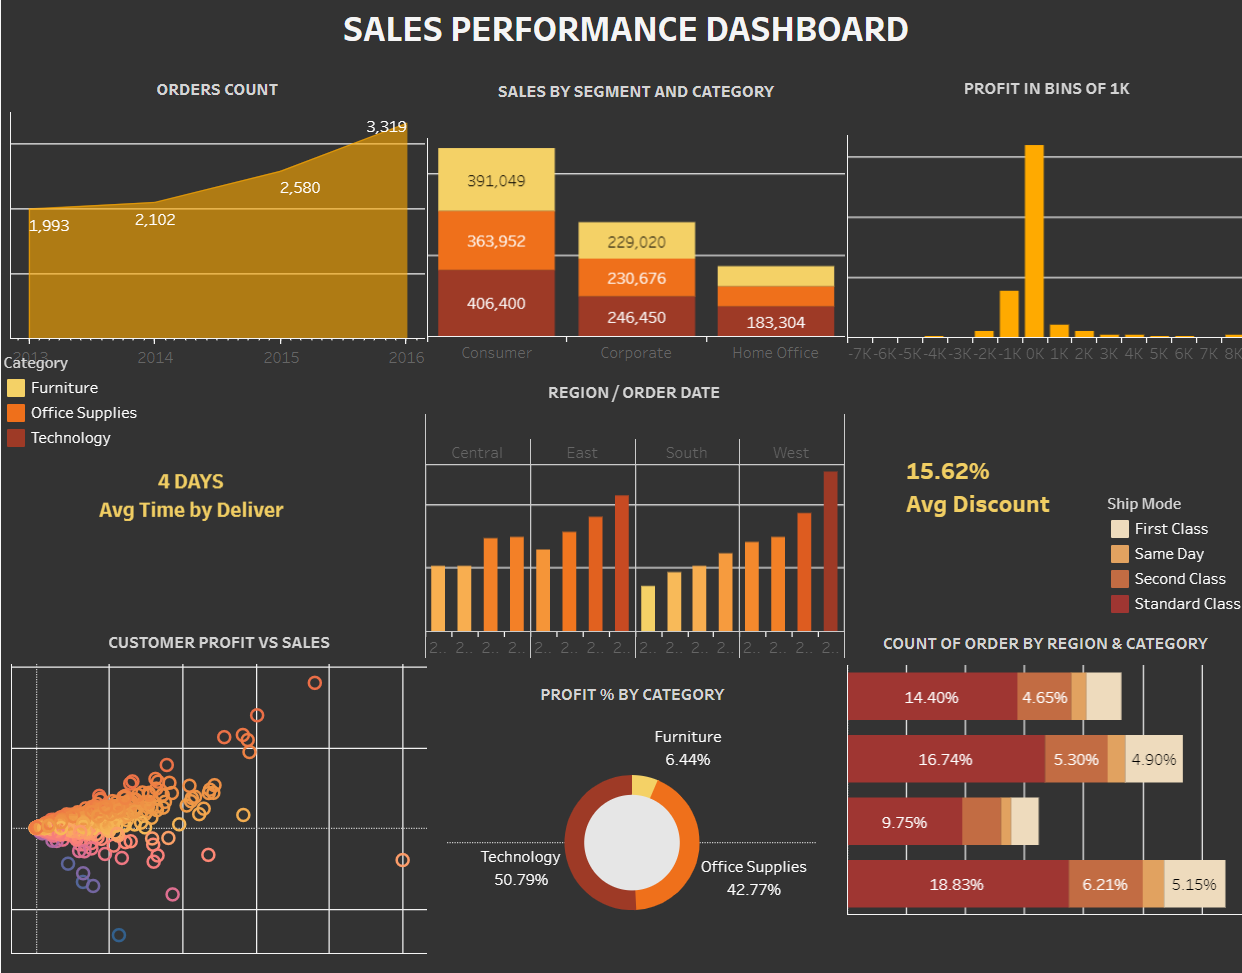 SALES PERFORMANCE DASHBOARD
ORDERS COUNT
3,319
2,580
2,102
1,993
2013
2014
2015
2016
SALES BY SEGMENT AND CATEGORY
391,049
363,952
406,400
229,020
230,676
246,450
183,304
Consumer
Corporate
Home Office
PROFIT IN BINS OF 1K
-7K -6K -5K -4K -3K -2K -1K 0K 1K 2K 3K 4K 5K 6K 7K 8K
Category
Furniture
Office Supplies
Technology
4 DAYS
Avg Time by Deliver
REGION / ORDER DATE
Central
East
South
West
2.. 2.. 2.. 2.. 2.. 2.. 2.. 2.. 2.. 2.. 2.. 2.. 2.. 2.. 2.. 2..
15.62%
Avg Discount
Ship Mode
First Class
Same Day
Second Class
Standard Class
CUSTOMER PROFIT VS SALES
PROFIT % BY CATEGORY
Furniture
6.44%
Technology
50.79%
Office Supplies
42.77%
COUNT OF ORDER BY REGION & CATEGORY
14.40% 4.65%
16.74% 5.30% 4.90%
9.75%
18.83% 6.21% 5.15%